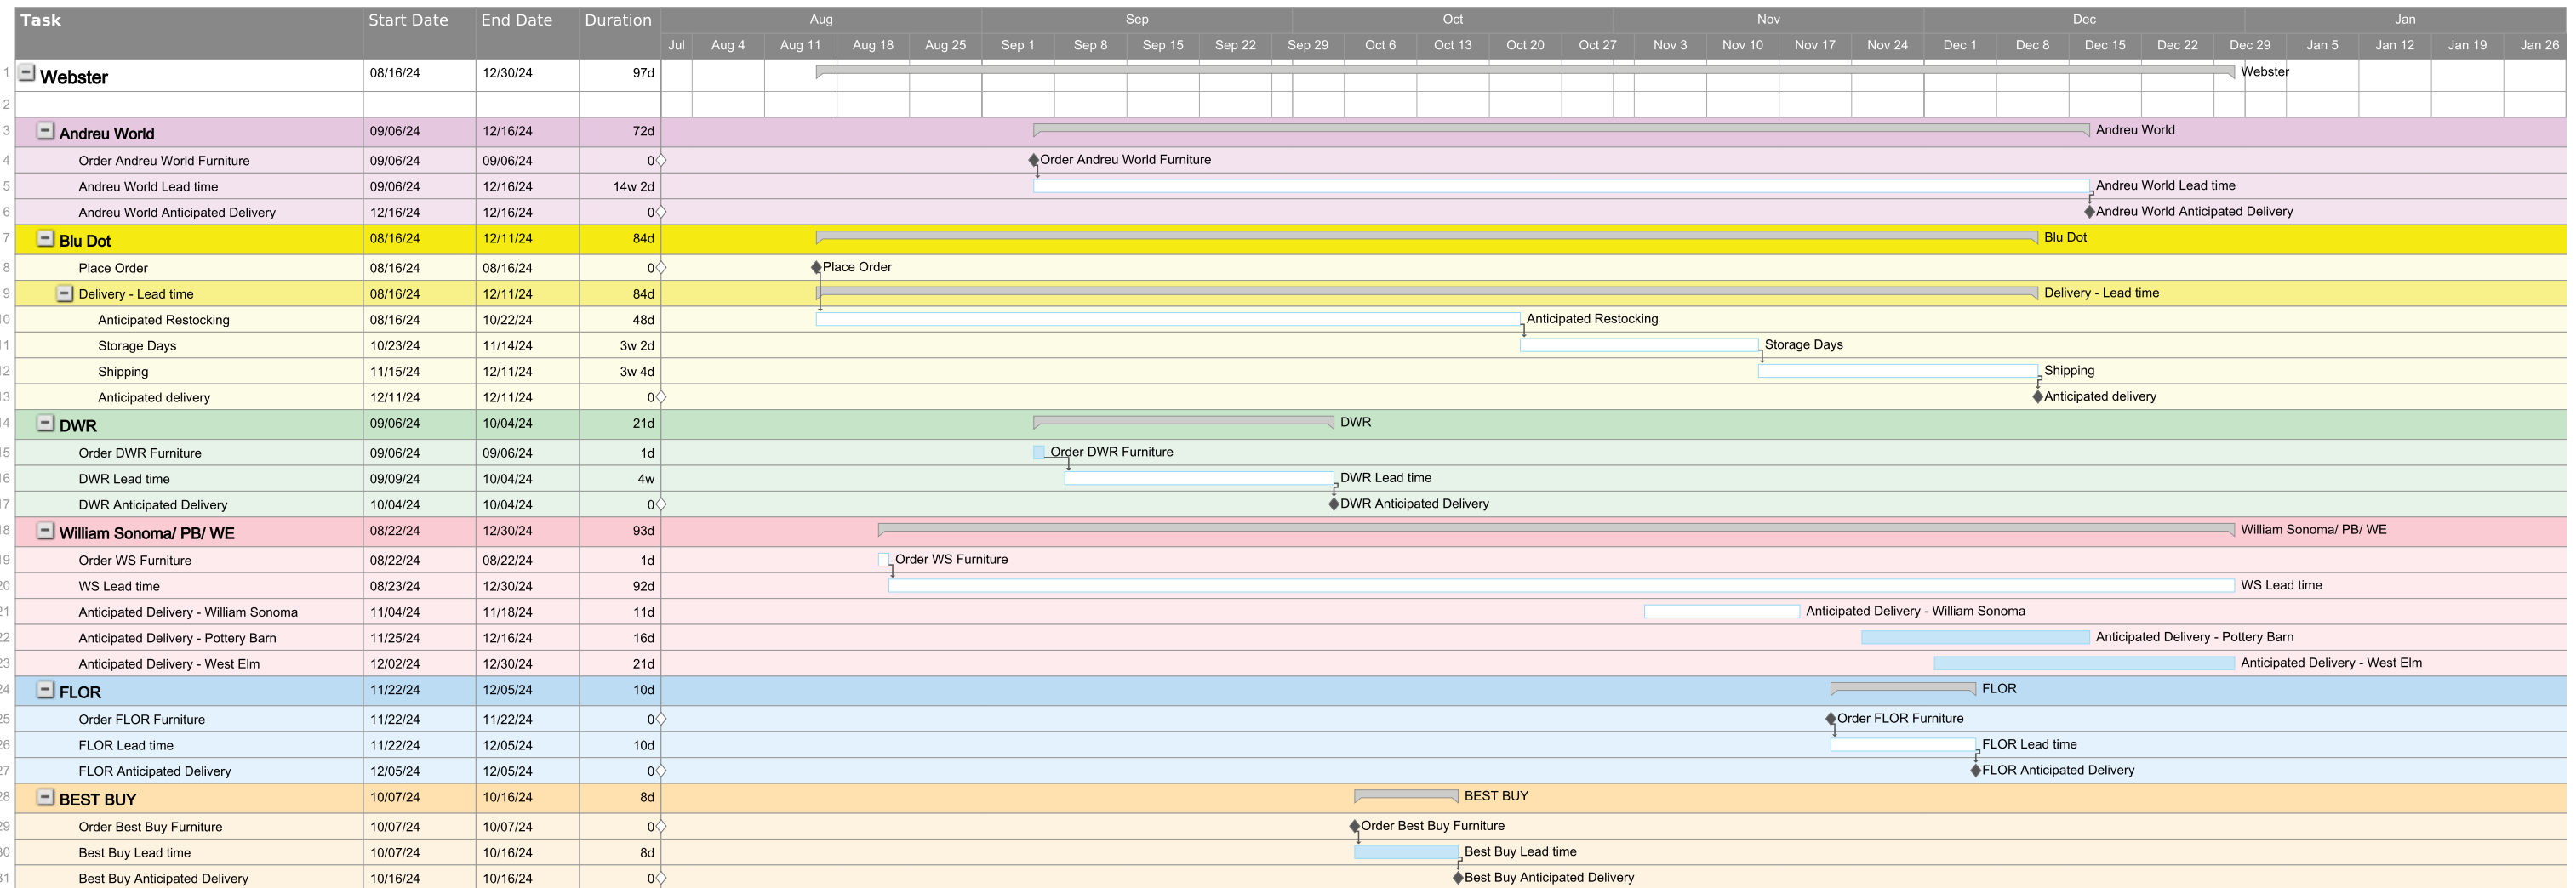 Task Start Date End Date Duration Aug Sep Oct Nov Dec Jan
Jul Aug 4 Aug 11 Aug 18 Aug 25 Sep 1 Sep 8 Sep 15 Sep 22 Sep 29 Oct 6 Oct 13 Oct 20 Oct 27 Nov 3 Nov 10 Nov 17 Nov 24 Dec 1 Dec 8 Dec 15 Dec 22 Dec 29 Jan 5 Jan 12 Jan 19 Jan 26
1 Webster 08/16/24 12/30/24 97d Webster
2
3 Andreu World 09/06/24 12/16/24 72d Andreu World
4 Order Andreu World Furniture 09/06/24 09/06/24 0 Order Andreu World Furniture
5 Andreu World Lead time 09/06/24 12/16/24 14w 2d Andreu World Lead time
6 Andreu World Anticipated Delivery 12/16/24 12/16/24 0 Andreu World Anticipated Delivery
7 Blu Dot 08/16/24 12/11/24 84d Blu Dot
8 Place Order 08/16/24 08/16/24 0 Place Order
9 Delivery - Lead time 08/16/24 12/11/24 84d Delivery - Lead time
10 Anticipated Restocking 08/16/24 10/22/24 48d Anticipated Restocking
11 Storage Days 10/23/24 11/14/24 3w 2d Storage Days
12 Shipping 11/15/24 12/11/24 3w 4d Shipping
13 Anticipated delivery 12/11/24 12/11/24 0 Anticipated delivery
14 DWR 09/06/24 10/04/24 21d DWR
15 Order DWR Furniture 09/06/24 09/06/24 1d Order DWR Furniture
16 DWR Lead time 09/09/24 10/04/24 4w DWR Lead time
17 DWR Anticipated Delivery 10/04/24 10/04/24 0 DWR Anticipated Delivery
18 William Sonoma/ PB/ WE 08/22/24 12/30/24 93d William Sonoma/ PB/ WE
19 Order WS Furniture 08/22/24 08/22/24 1d Order WS Furniture
20 WS Lead time 08/23/24 12/30/24 92d WS Lead time
21 Anticipated Delivery - William Sonoma 11/04/24 11/18/24 11d Anticipated Delivery - William Sonoma
22 Anticipated Delivery - Pottery Barn 11/25/24 12/16/24 16d Anticipated Delivery - Pottery Barn
23 Anticipated Delivery - West Elm 12/02/24 12/30/24 21d Anticipated Delivery - West Elm
24 FLOR 11/22/24 12/05/24 10d FLOR
25 Order FLOR Furniture 11/22/24 11/22/24 0 Order FLOR Furniture
26 FLOR Lead time 11/22/24 12/05/24 10d FLOR Lead time
27 FLOR Anticipated Delivery 12/05/24 12/05/24 0 FLOR Anticipated Delivery
28 BEST BUY 10/07/24 10/16/24 8d BEST BUY
29 Order Best Buy Furniture 10/07/24 10/07/24 0 Order Best Buy Furniture
30 Best Buy Lead time 10/07/24 10/16/24 8d Best Buy Lead time
31 Best Buy Anticipated Delivery 10/16/24 10/16/24 0 Best Buy Anticipated Delivery